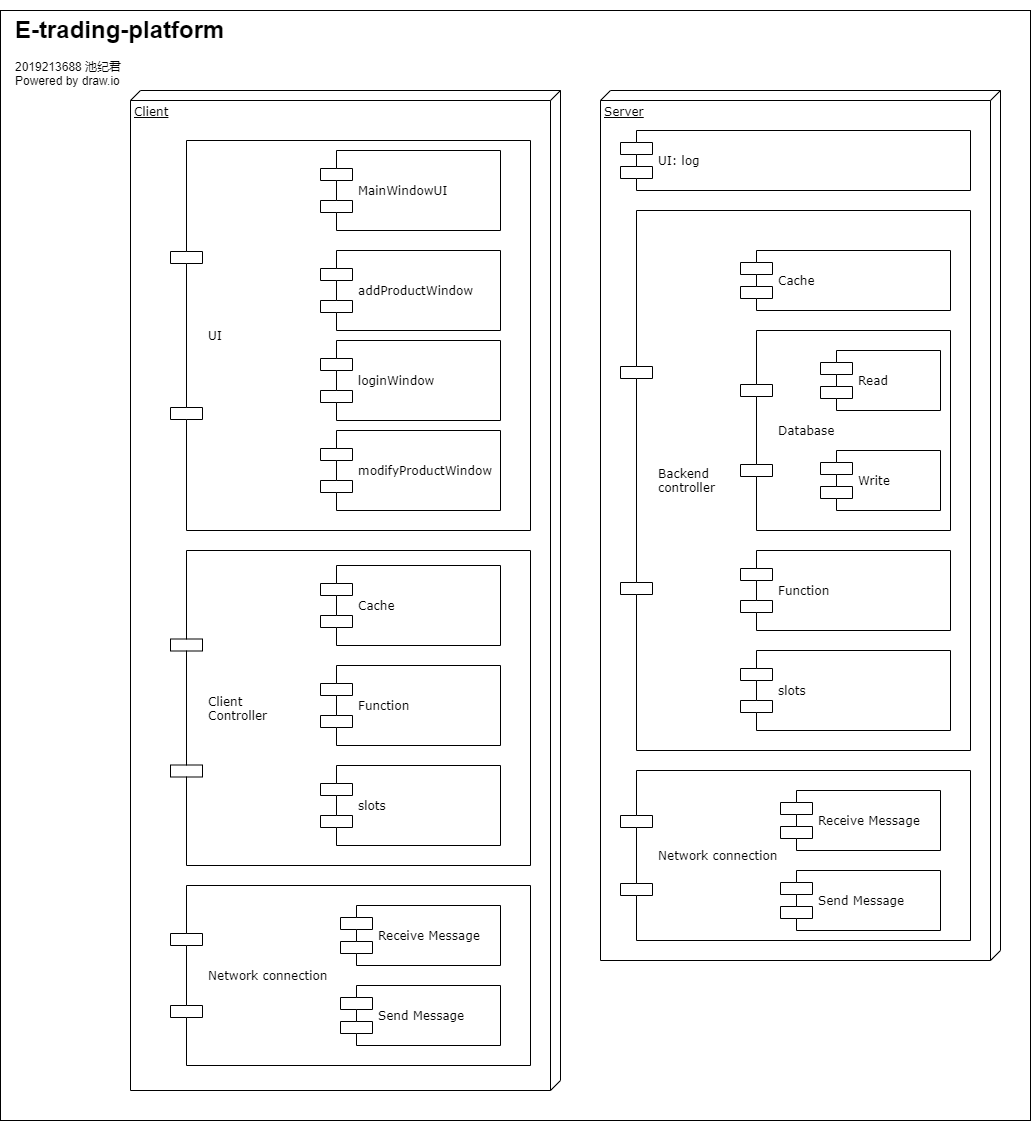 E-trading-platform
2019213688 池纪君
Powered by draw.io
Client
MainWindowUI
addProductWindow
UI
loginWindow
modifyProductWindow
Cache
Client
Controller
Function
slots
Receive Message
Network connection
Send Message
Server
UI: log
Cache
Read
Database
Backend
controller
Write
Function
slots
Receive Message
Network connection
Send Message